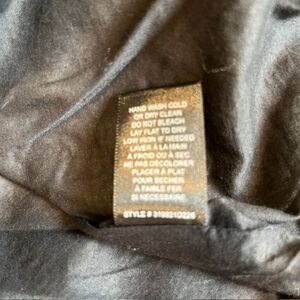 HAND WASH COLD
OR DRY CLEAN
DO NOT BLEACH
LAY FLAT TO DRY
LOW IRON IF NEEDED
LAVER À LA MAIN
A FROID OU À SEC
NE PAS DECOLORER
PLACER À PLAT
POUR SECHER
A FAIBLE FER
SI NECESSAIRE
STYLE #